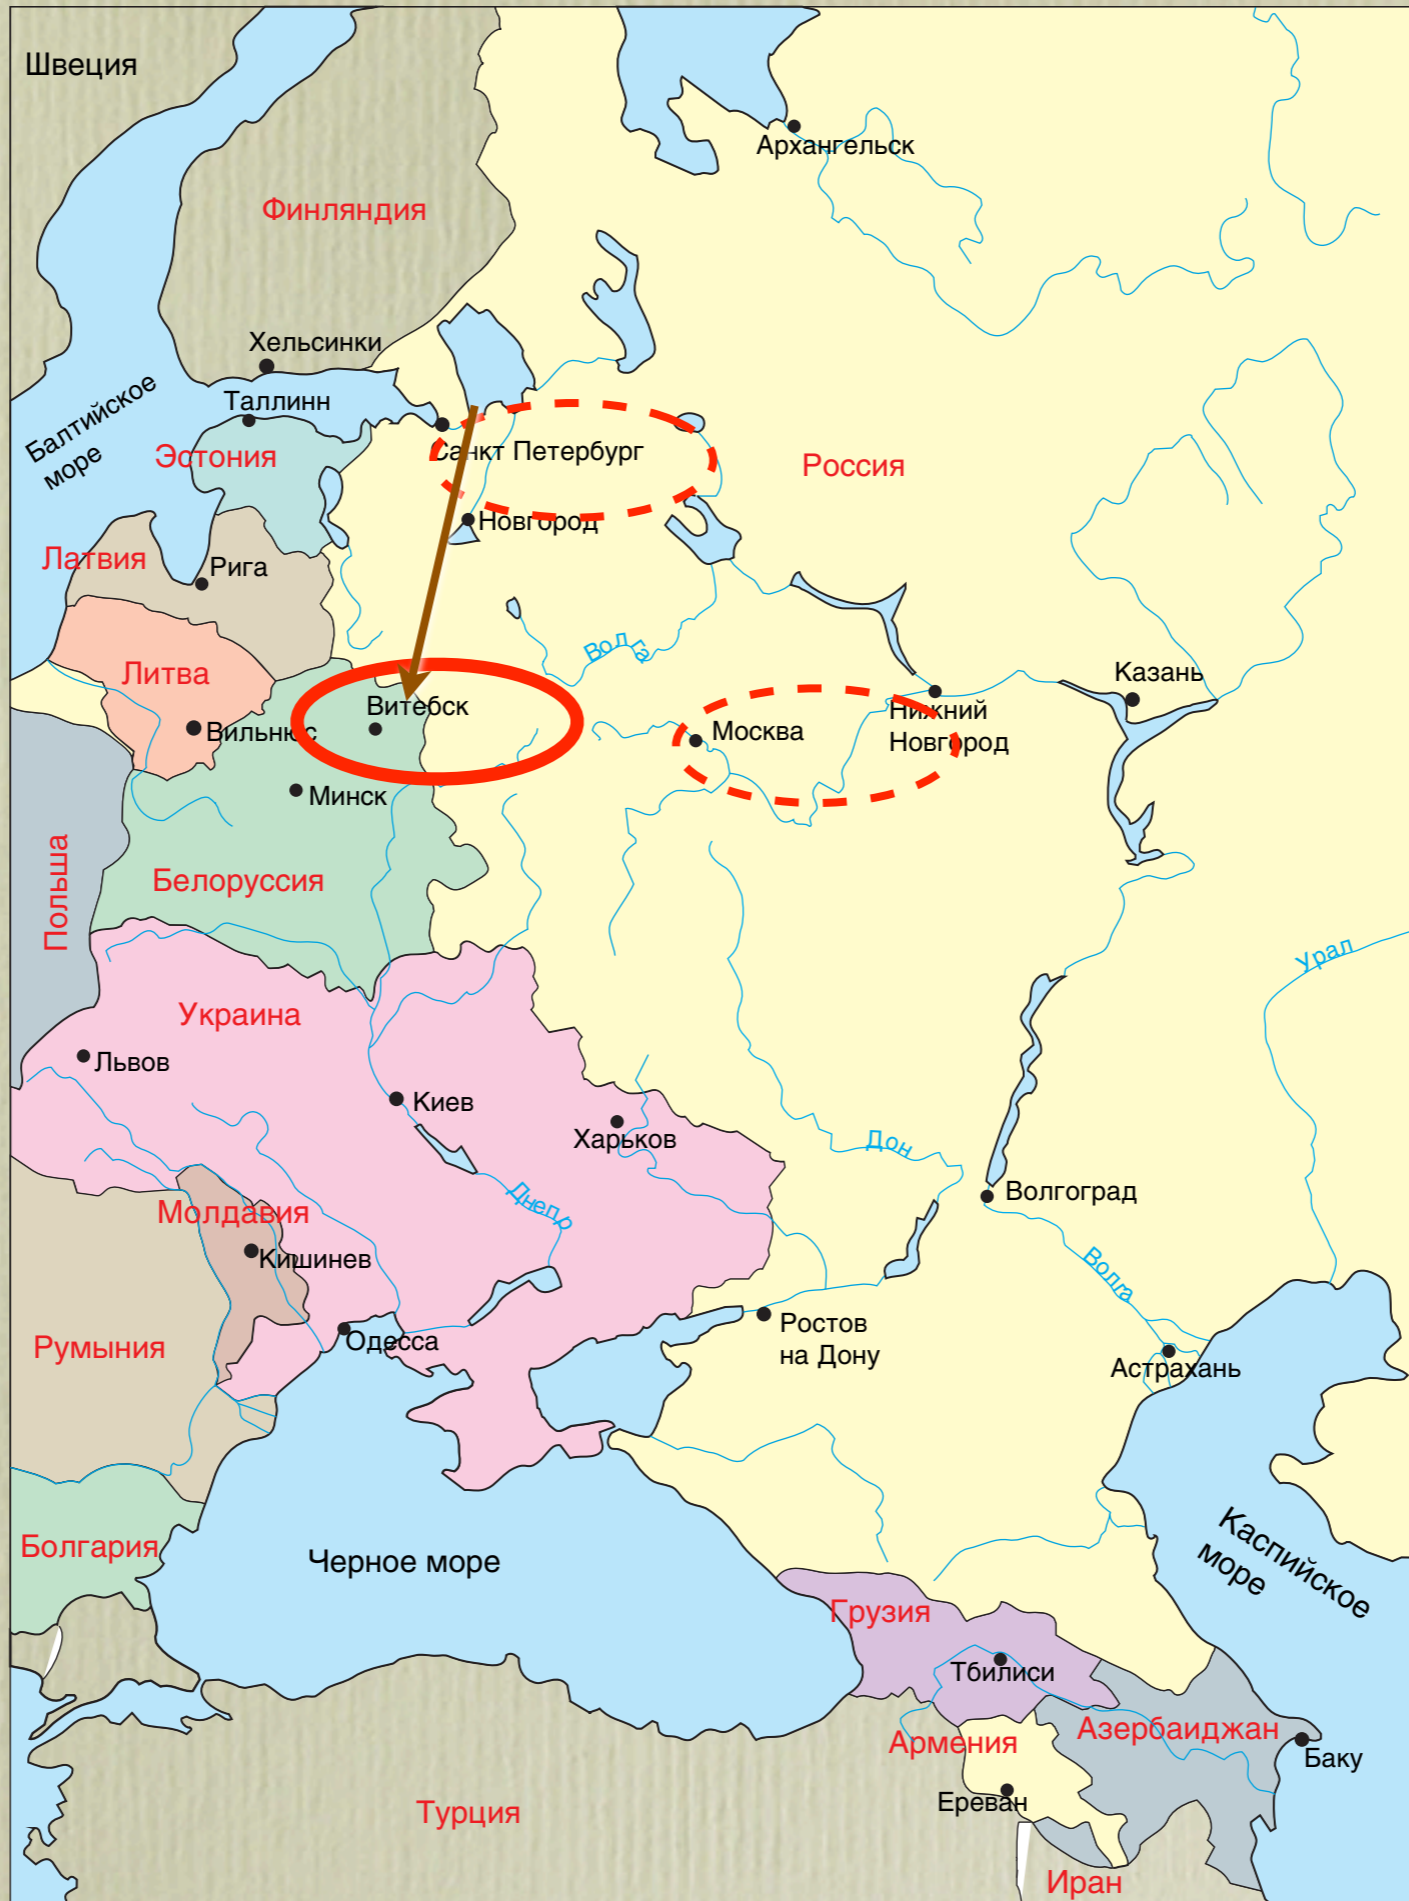 Швеция
Архангельск
Финляндия
Хельсинки
Таллинн
Балтийское
море
Эстония
Санкт Петербург
Россия
Новгород
Латвия
Рига
Волга
Литва
Витебск
Казань
Вильнюс
Москва
Нижний
Новгород
Минск
Польша
Белоруссия
Урал
Украина
Львов
Киев
Харьков
Дон
Днепр
Волгоград
Молдавия
Кишинев
Волга
Румыния
Одесса
Ростов
на Дону
Астрахань
Болгария
Черное море
Каспийское
море
Грузия
Тбилиси
Армения
Азербаиджан
Баку
Ереван
Турция
Иран